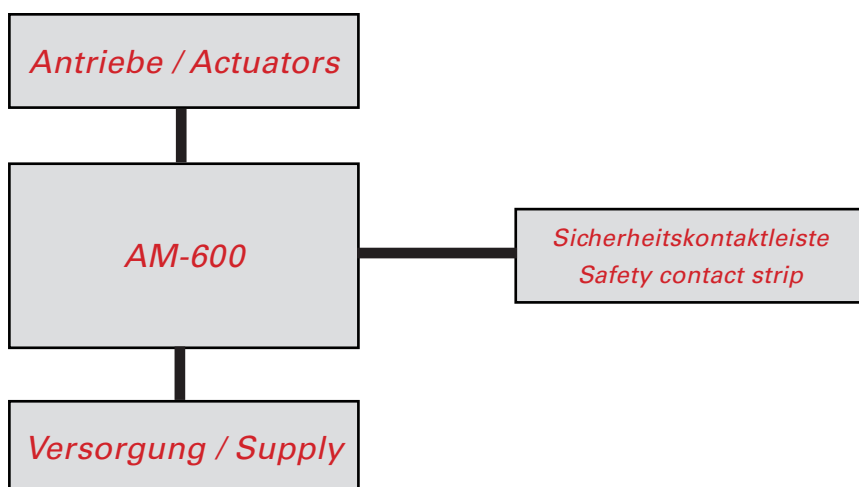 Antriebe / Actuators
AM-600
Sicherheitskontaktleiste
Safety contact strip
Versorgung / Supply